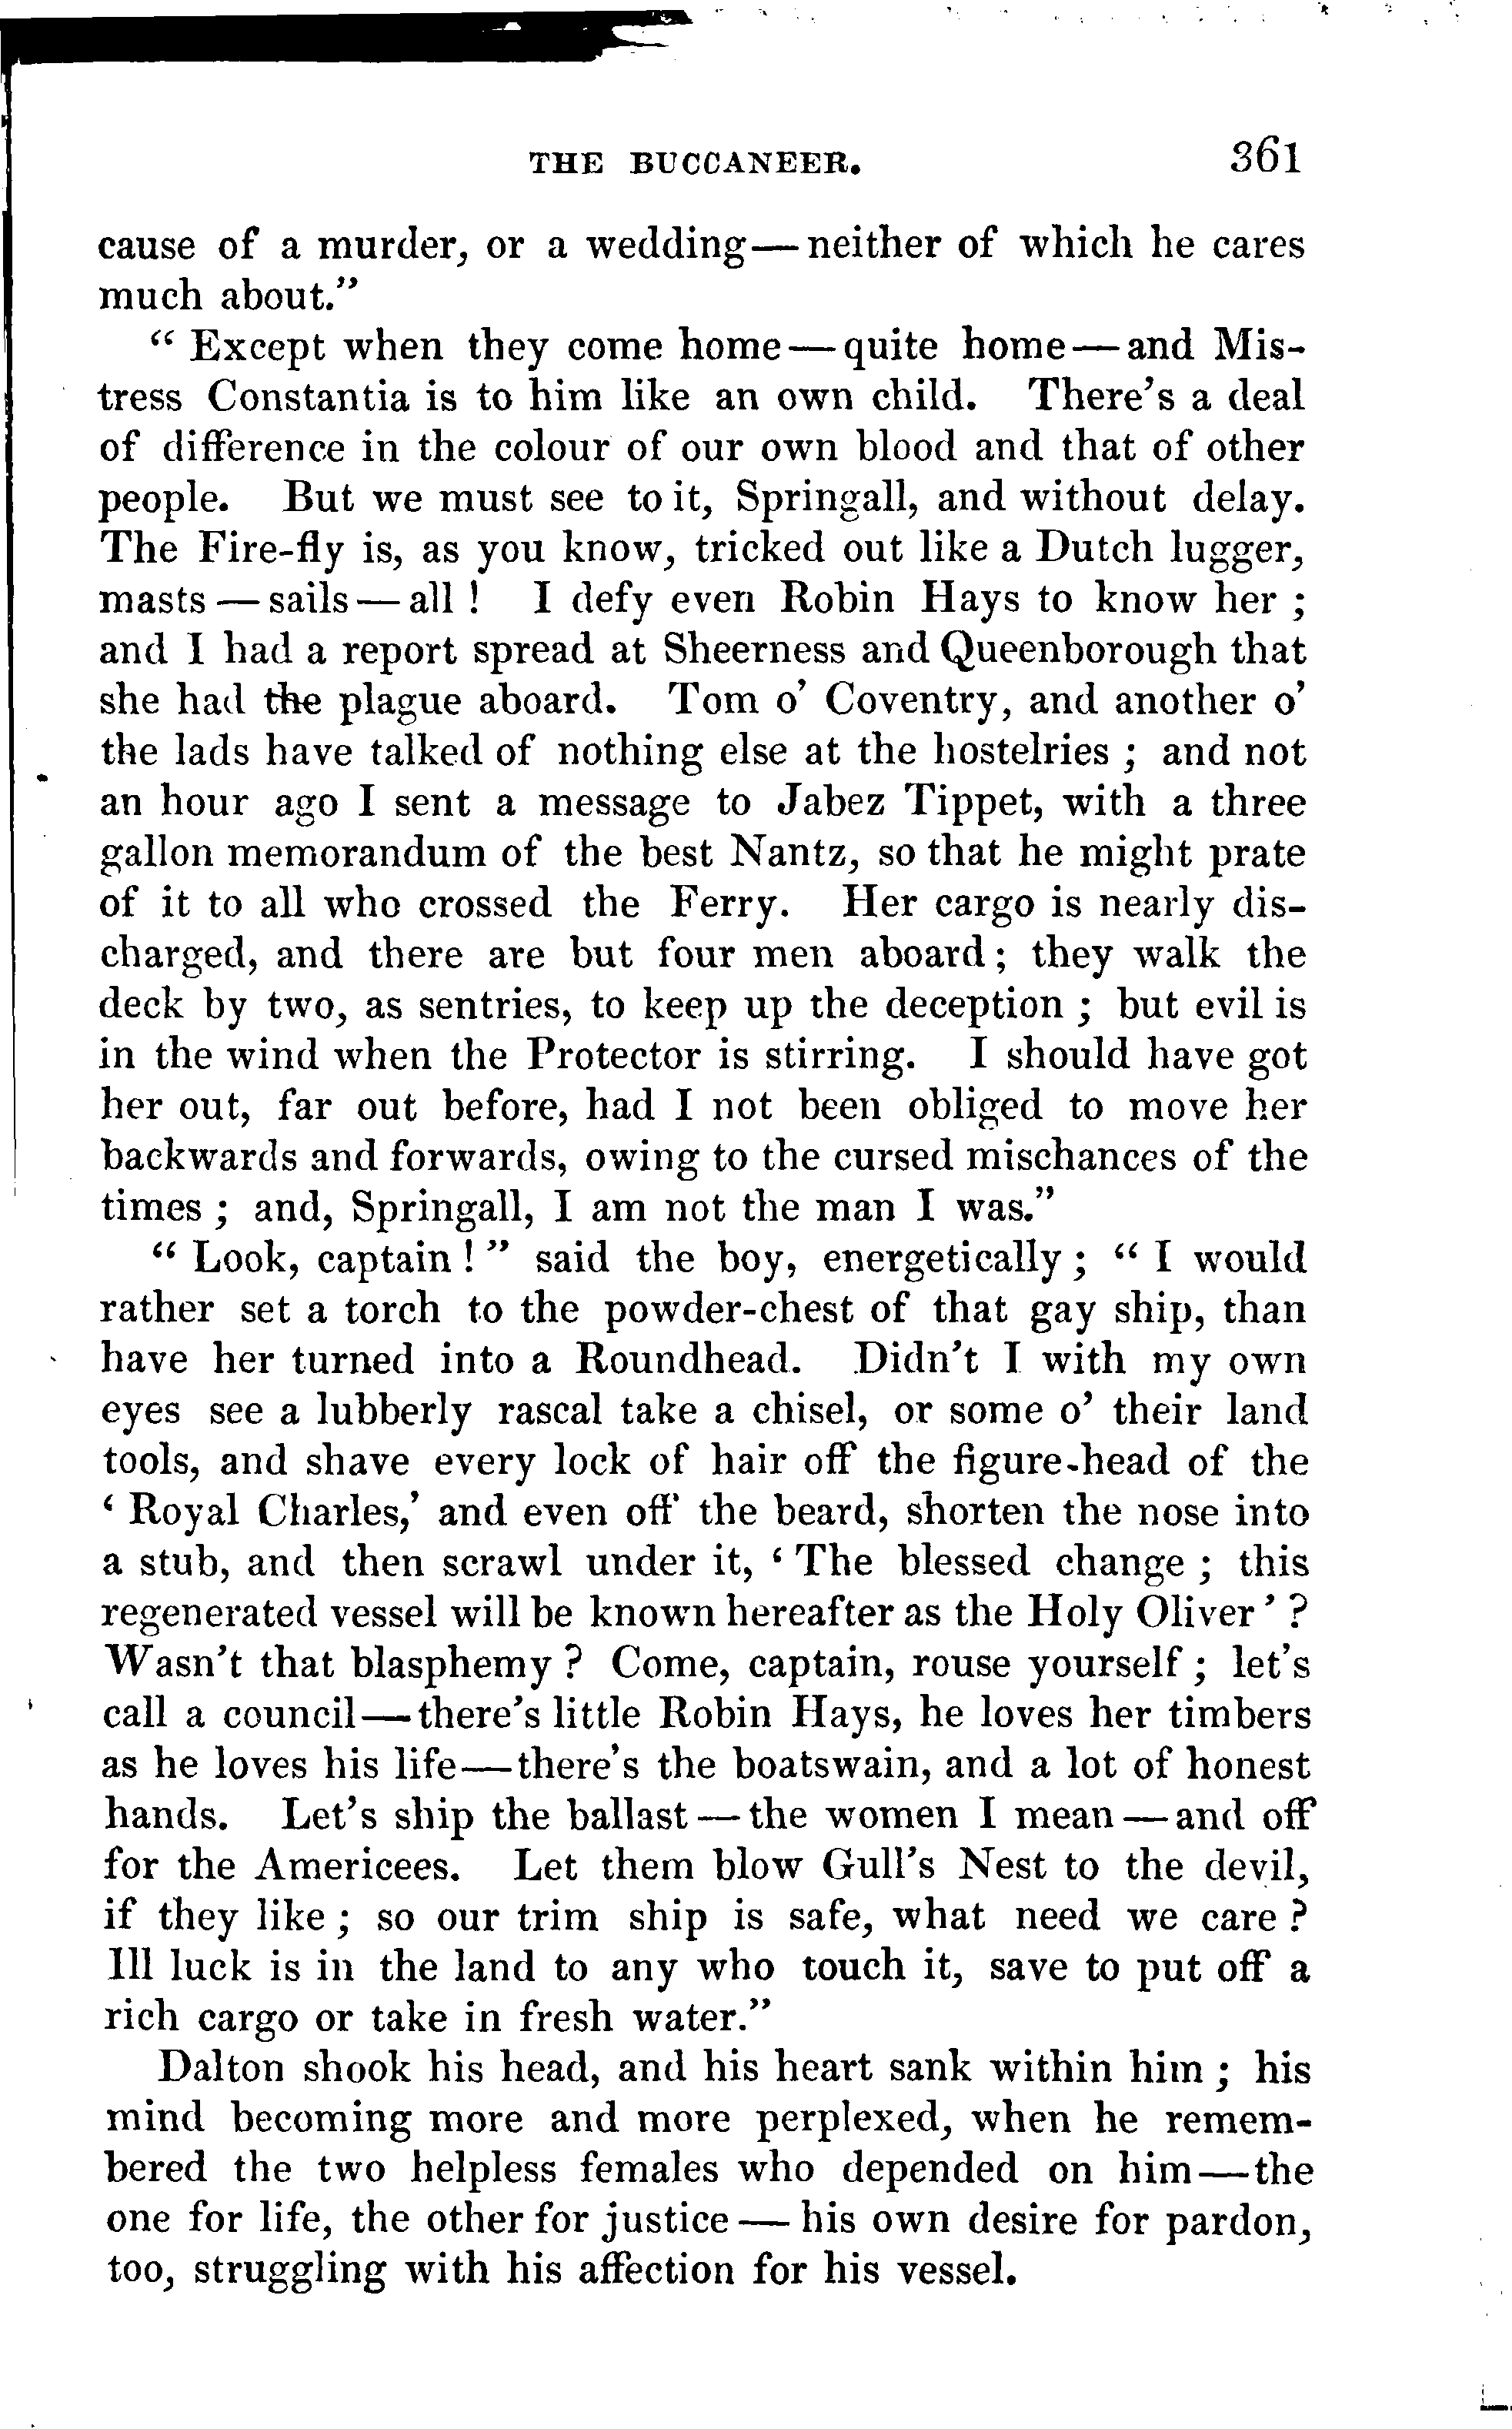 THE BUCCANEER. 361
cause of a murder, or a wedding—neither of which he cares
much about.”
“ Except when they come home—quite home—and Mis-
tress Constantia is to him like an own child. There's a deal
of difference in the colour of our own blood and that of other
people. But we must see to it, Springall, and without delay.
The Fire-fly is, as you know, tricked out like a Dutch lugger,
masts — sails — all ! I defy even Robin Hays to know her ;
and I had a report spread at Sheerness and Queenborough that
she had the plague aboard. Tom o' Coventry, and another o'
the lads have talked of nothing else at the hostelries ; and not
an hour ago I sent a message to Jabez Tippet, with a three
gallon memorandum of the best Nantz, so that he might prate
of it to all who crossed the Ferry. Her cargo is nearly dis-
charged, and there are but four men aboard ; they walk the
deck by two, as sentries, to keep up the deception ; but evil is
in the wind when the Protector is stirring. I should have got
her out, far out before, had I not been obliged to move her
backwards and forwards, owing to the cursed mischances of the
times ; and, Springall, I am not the man I was.”
“ Look, captain ! ” said the boy, energetically ; “ I would
rather set a torch to the powder-chest of that gay ship, than
have her turned into a Roundhead. Didn't I with my own
eyes see a lubberly rascal take a chisel, or some o' their land
tools, and shave every lock of hair off the figure-head of the
‘ Royal Charles,’ and even off the beard, shorten the nose into
a stub, and then scrawl under it, ‘ The blessed change ; this
regenerated vessel will be known hereafter as the Holy Oliver ’ ?
Wasn't that blasphemy ? Come, captain, rouse yourself ; let's
call a council—there's little Robin Hays, he loves her timbers
as he loves his life—there's the boatswain, and a lot of honest
hands. Let's ship the ballast — the women I mean — and off
for the Americees. Let them blow Gull's Nest to the devil,
if they like ; so our trim ship is safe, what need we care ?
Ill luck is in the land to any who touch it, save to put off a
rich cargo or take in fresh water.”
Dalton shook his head, and his heart sank within him ; his
mind becoming more and more perplexed, when he remem-
bered the two helpless females who depended on him—the
one for life, the other for justice — his own desire for pardon,
too, struggling with his affection for his vessel.